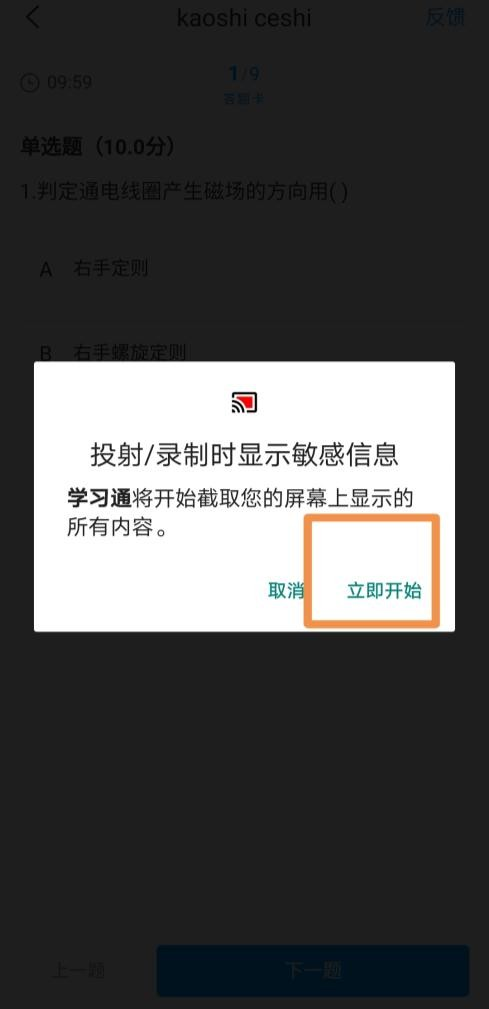 kaoshi ceshi
反馈
09:59
1/9
答题卡
单选题（10.0分）
1.判定通电线圈产生磁场的方向用( )
A 右手定则
B 右手螺旋定则
投射/录制时显示敏感信息
学习通将开始截取您的屏幕上显示的
所有内容。
取消 立即开始
上一题 下一题